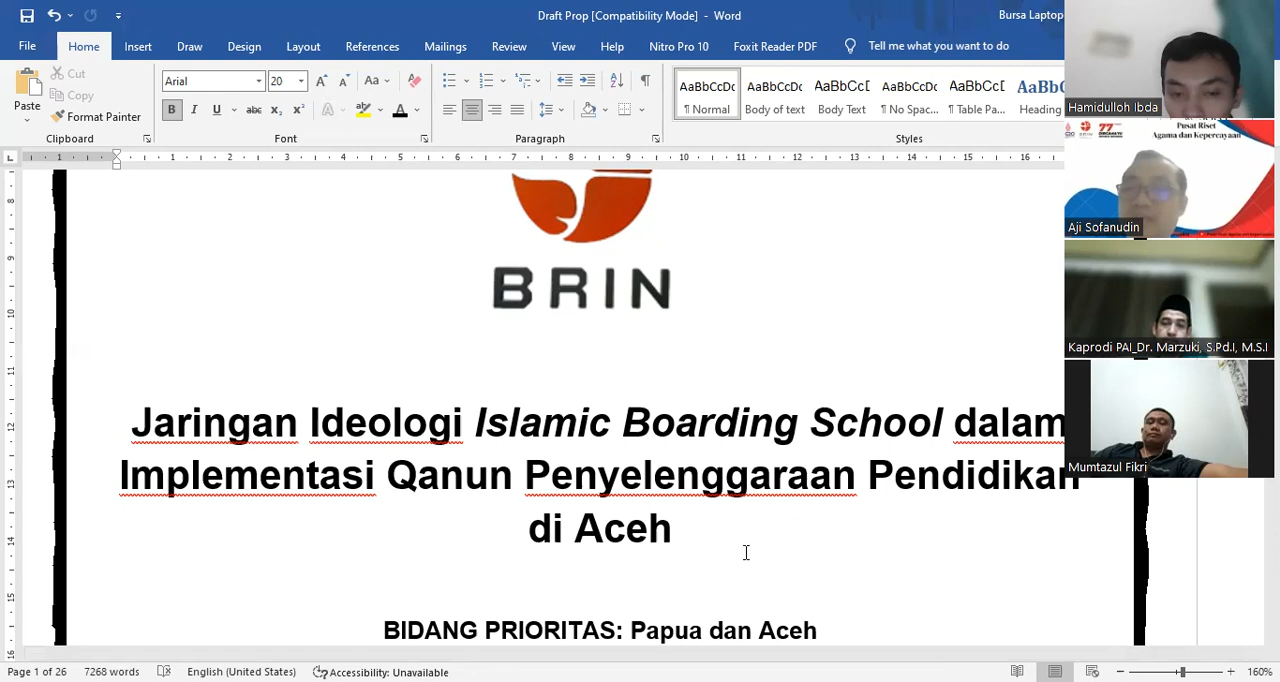 Draft Prop [Compatibility Mode] - Word
Bursa Laptop
File Home Insert Draw Design Layout References Mailings Review View Help Nitro Pro 10 Foxit Reader PDF Tell me what you want to do
Paste
Cut
Copy
Format Painter
Clipboard
Arial 20
Font
Paragraph
AaBbCcDc AaBbCcDc AaBbCcD AaBbCcDc AaBbCcDc AaBbC
¶ Normal Body of text Body Text ¶ No Spac... ¶ Table Pa... Heading
Styles
BRIN
Jaringan Ideologi Islamic Boarding School dalam
Implementasi Qanun Penyelenggaraan Pendidikan
di Aceh
BIDANG PRIORITAS: Papua dan Aceh
Hamidulloh Ibda
Pusat Riset
Agama dan Kepercayaan
77
Aji Sofanudin
Kaprodi PAI_Dr. Marzuki, S.Pd.I, M.S.I
Mumtazul Fikri
Page 1 of 26 7268 words English (United States) Accessibility: Unavailable 160%